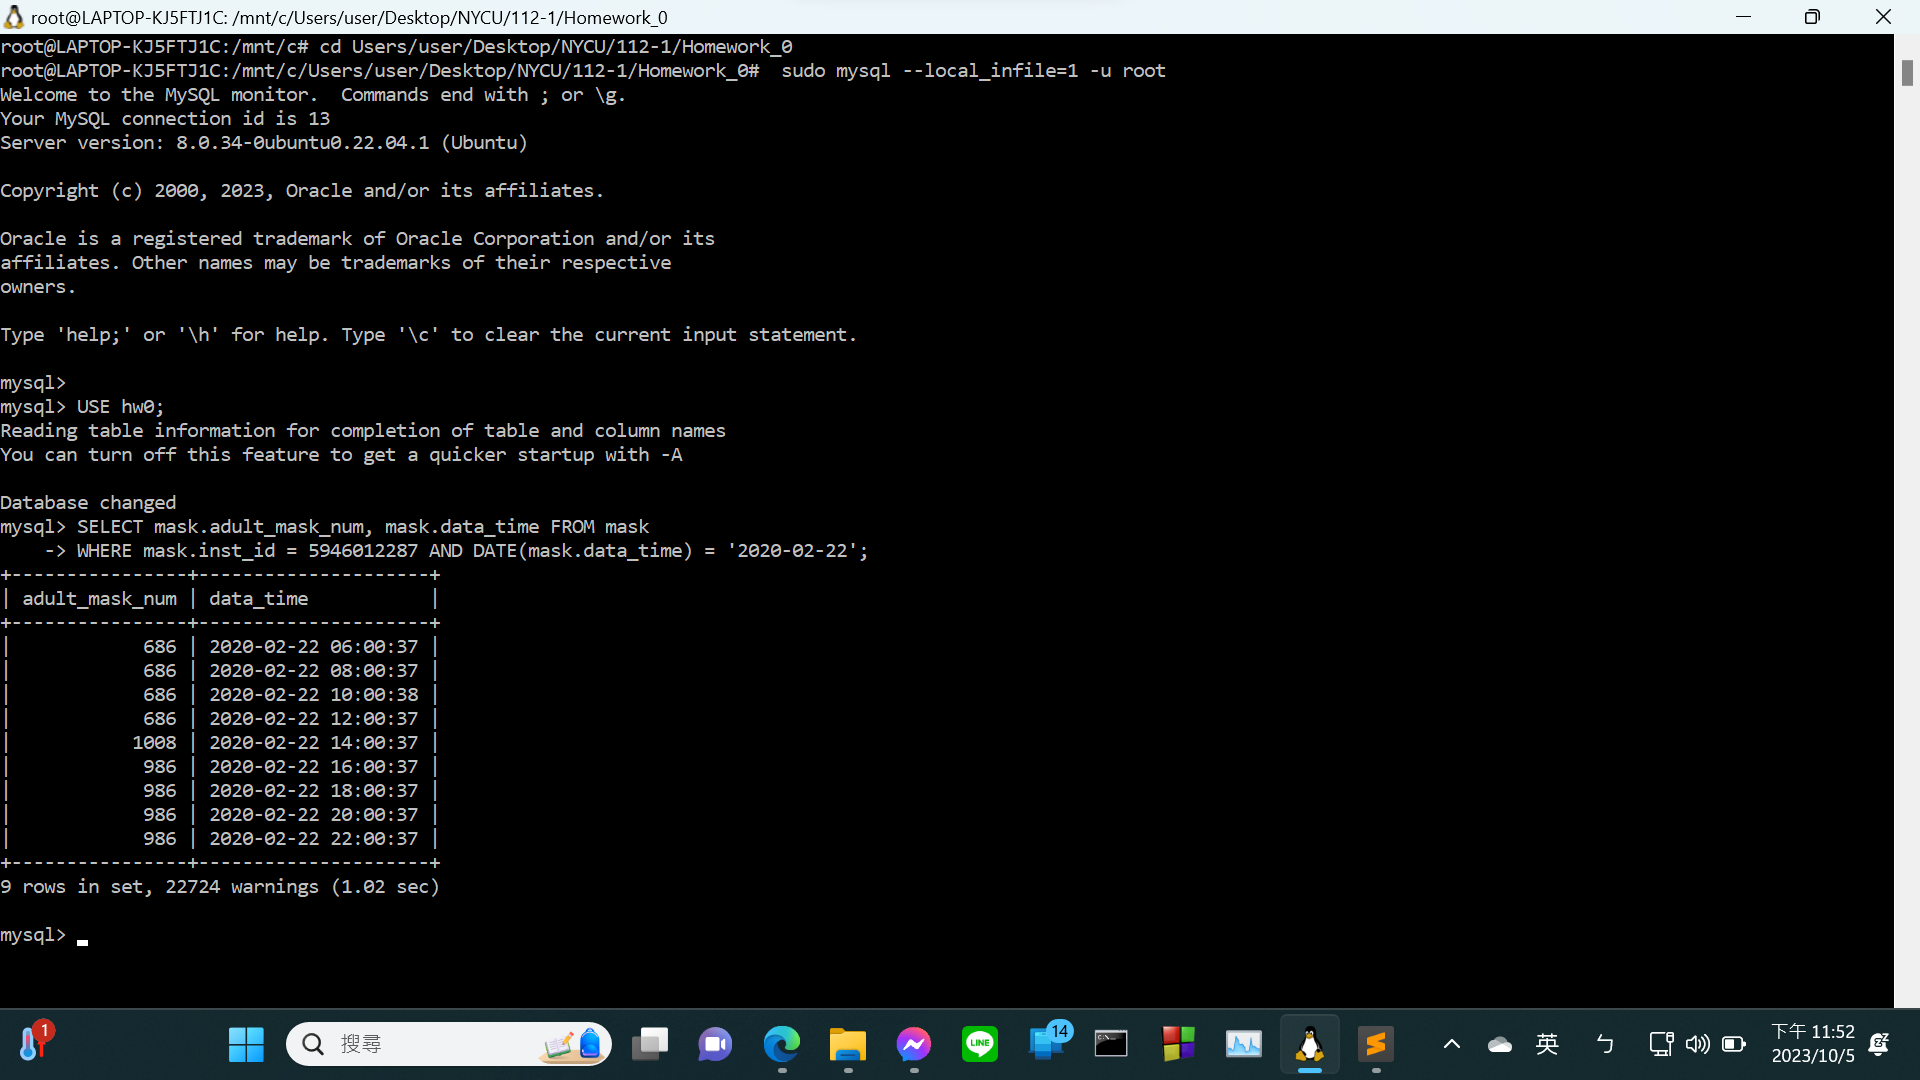 root@LAPTOP-KJ5FTJ1C: /mnt/c/Users/user/Desktop/NYCU/112-1/Homework_0
root@LAPTOP-KJ5FTJ1C:/mnt/c# cd Users/user/Desktop/NYCU/112-1/Homework_0
root@LAPTOP-KJ5FTJ1C:/mnt/c/Users/user/Desktop/NYCU/112-1/Homework_0#  sudo mysql --local_infile=1 -u root
Welcome to the MySQL monitor.  Commands end with ; or \g.
Your MySQL connection id is 13
Server version: 8.0.34-0ubuntu0.22.04.1 (Ubuntu)
Copyright (c) 2000, 2023, Oracle and/or its affiliates.
Oracle is a registered trademark of Oracle Corporation and/or its
affiliates. Other names may be trademarks of their respective
owners.
Type 'help;' or '\h' for help. Type '\c' to clear the current input statement.
mysql>
mysql> USE hw0;
Reading table information for completion of table and column names
You can turn off this feature to get a quicker startup with -A
Database changed
mysql> SELECT mask.adult_mask_num, mask.data_time FROM mask
    -> WHERE mask.inst_id = 5946012287 AND DATE(mask.data_time) = '2020-02-22';
+----------------+---------------------+
| adult_mask_num | data_time           |
+----------------+---------------------+
|            686 | 2020-02-22 06:00:37 |
|            686 | 2020-02-22 08:00:37 |
|            686 | 2020-02-22 10:00:38 |
|            686 | 2020-02-22 12:00:37 |
|           1008 | 2020-02-22 14:00:37 |
|            986 | 2020-02-22 16:00:37 |
|            986 | 2020-02-22 18:00:37 |
|            986 | 2020-02-22 20:00:37 |
|            986 | 2020-02-22 22:00:37 |
+----------------+---------------------+
9 rows in set, 22724 warnings (1.02 sec)
mysql>
1
搜尋
LINE
14
英
ㄅ
下午 11:52
2023/10/5